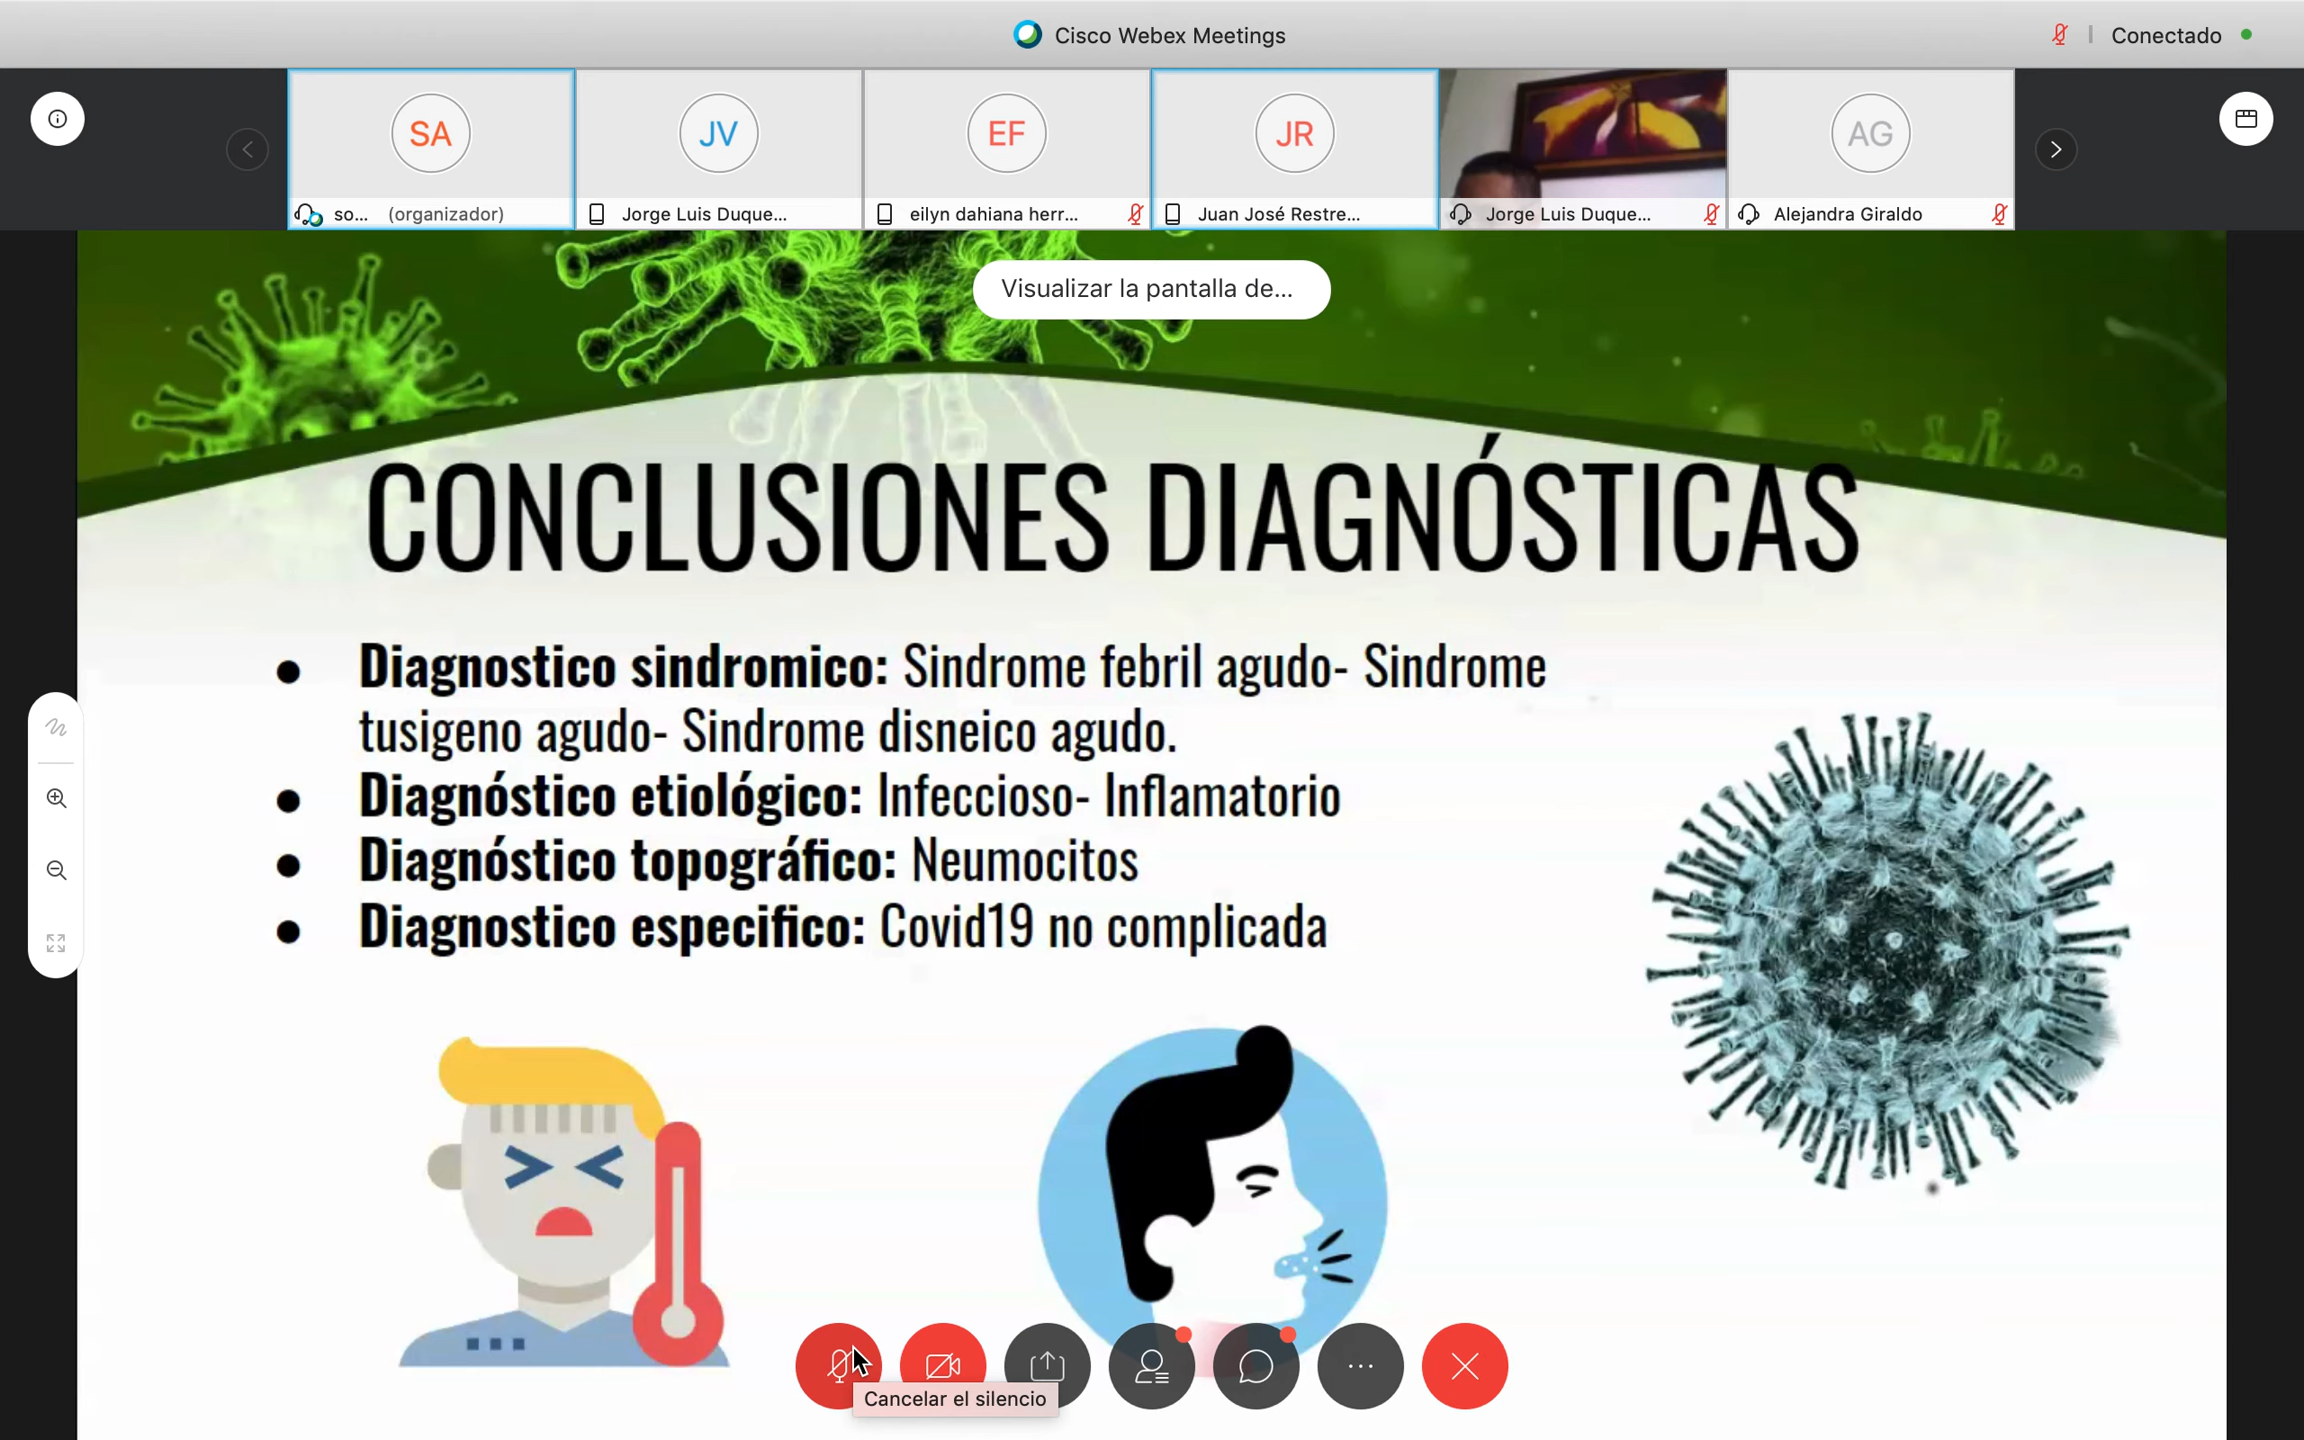 Cisco Webex Meetings
Conectado
SA
JV
EF
JR
AG
so... (organizador)
Jorge Luis Duque...
eilyn dahiana herr...
Juan José Restre...
Jorge Luis Duque...
Alejandra Giraldo
Visualizar la pantalla de...
CONCLUSIONES DIAGNÓSTICAS
● Diagnostico sindromico: Sindrome febril agudo- Sindrome
tusigeno agudo- Sindrome disneico agudo.
● Diagnóstico etiológico: Infeccioso- Inflamatorio
● Diagnóstico topográfico: Neumocitos
● Diagnostico especifico: Covid19 no complicada
Cancelar el silencio